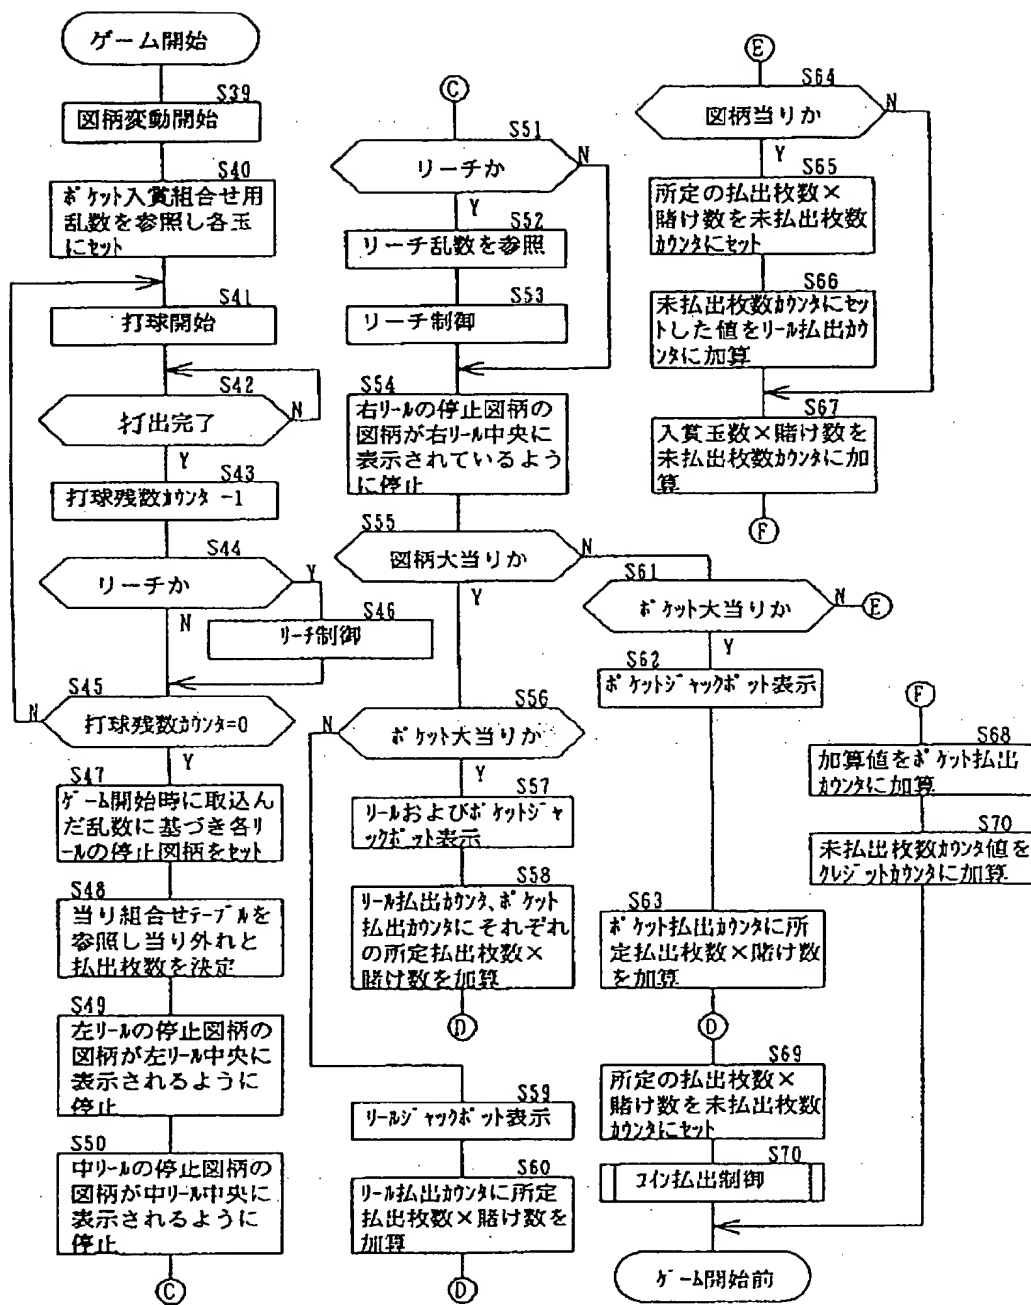 ゲーム開始
S39
図柄変動開始
S40
ポケット入賞組合せ用
乱数を参照し各玉
にセット
S41
打球開始
S42
打出完了
N
Y
S43
打球残数カウンタ -1
S44
リーチか
Y
N
S46
リーチ制御
S45
打球残数カウンタ=0
N
Y
S47
ゲーム開始時に取込ん
だ乱数に基づき各リ
ールの停止図柄をセット
S48
当り組合せテーブルを
参照し当り外れと
払出枚数を決定
S49
左リールの停止図柄の
図柄が左リール中央に
表示されるように
停止
S50
中リールの停止図柄の
図柄が中リール中央に
表示されるように
停止
C
C
S51
リーチか
N
Y
S52
リーチ乱数を参照
S53
リーチ制御
S54
右リールの停止図柄の
図柄が右リール中央に
表示されているよう
に停止
S55
図柄大当りか
N
Y
S56
ポケット大当りか
N
Y
S57
リールおよびポケットジャ
ックポット表示
S58
リール払出カウンタ、ポケット
払出カウンタにそれぞれ
の所定払出枚数×
賭け数を加算
D
S59
リールジャックポット表示
S60
リール払出カウンタに所定
払出枚数×賭け数を
加算
D
E
S64
図柄当りか
N
Y
S65
所定の払出枚数×
賭け数を未払出枚数
カウンタにセット
S66
未払出枚数カウンタにセッ
トした値をリール払出カウ
ンタに加算
S67
入賞玉数×賭け数を
未払出枚数カウンタに加
算
F
S61
ポケット大当りか
N
E
Y
S62
ポケットジャックポット表示
S63
ポケット払出カウンタに所
定払出枚数×賭け数
を加算
D
S69
所定の払出枚数×
賭け数を未払出枚数
カウンタにセット
S70
コイン払出制御
ゲーム開始前
F
S68
加算値をポケット払出
カウンタに加算
S70
未払出枚数カウンタ値を
クレジットカウンタに加算